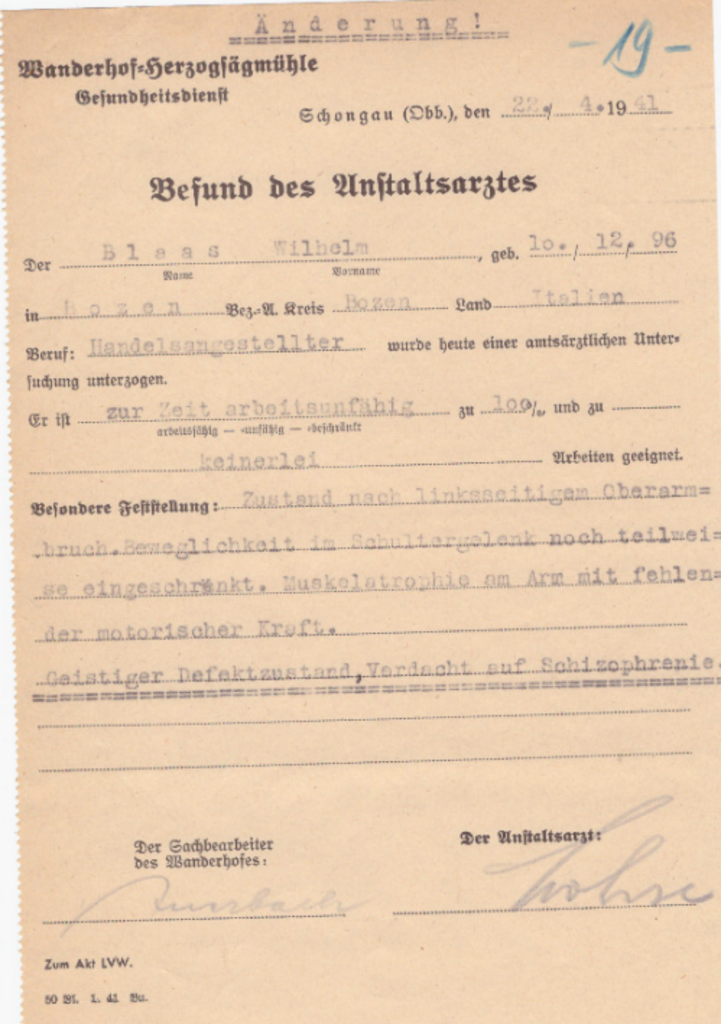 Änderung!
- 19 -
Wanderhof-Herzogsägmühle
Gesundheitsdienst
Schongau (Obb.), den 22./ 4.1941
Befund des Anstaltsarztes
Der Blaas Wilhelm, geb. 10./ 12. 96
Name Vorname
in Bozen Bez.-A. Kreis Bozen Land Italien
Beruf: Handelsangestellter wurde heute einer amtsärztlichen Unter-
suchung unterzogen.
Er ist zur Zeit arbeitsunfähig zu 100%, und zu
arbeitsfähig — -unfähig — -beschränkt
keinerlei Arbeiten geeignet.
Besondere Feststellung: Zustand nach linksseitigem Oberarm=
bruch.Beweglichkeit im Schultergelenk noch teilwei=
se eingeschränkt. Muskelatrophie am Arm mit fehlen=
der motorischer Kraft.
Geistiger Defektzustand,Verdacht auf Schizophrenie.
Der Sachbearbeiter
des Wanderhofes:
Der Anstaltsarzt:
Zum Akt LVW.
50 Bl. 1. 41 Bu.